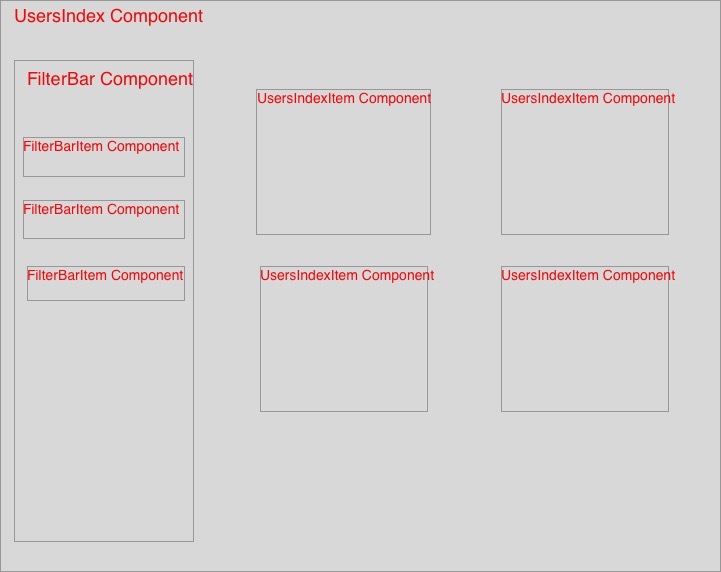 UsersIndex Component
FilterBar Component
FilterBarItem Component
FilterBarItem Component
FilterBarItem Component
UsersIndexItem Component
UsersIndexItem Component
UsersIndexItem Component
UsersIndexItem Component